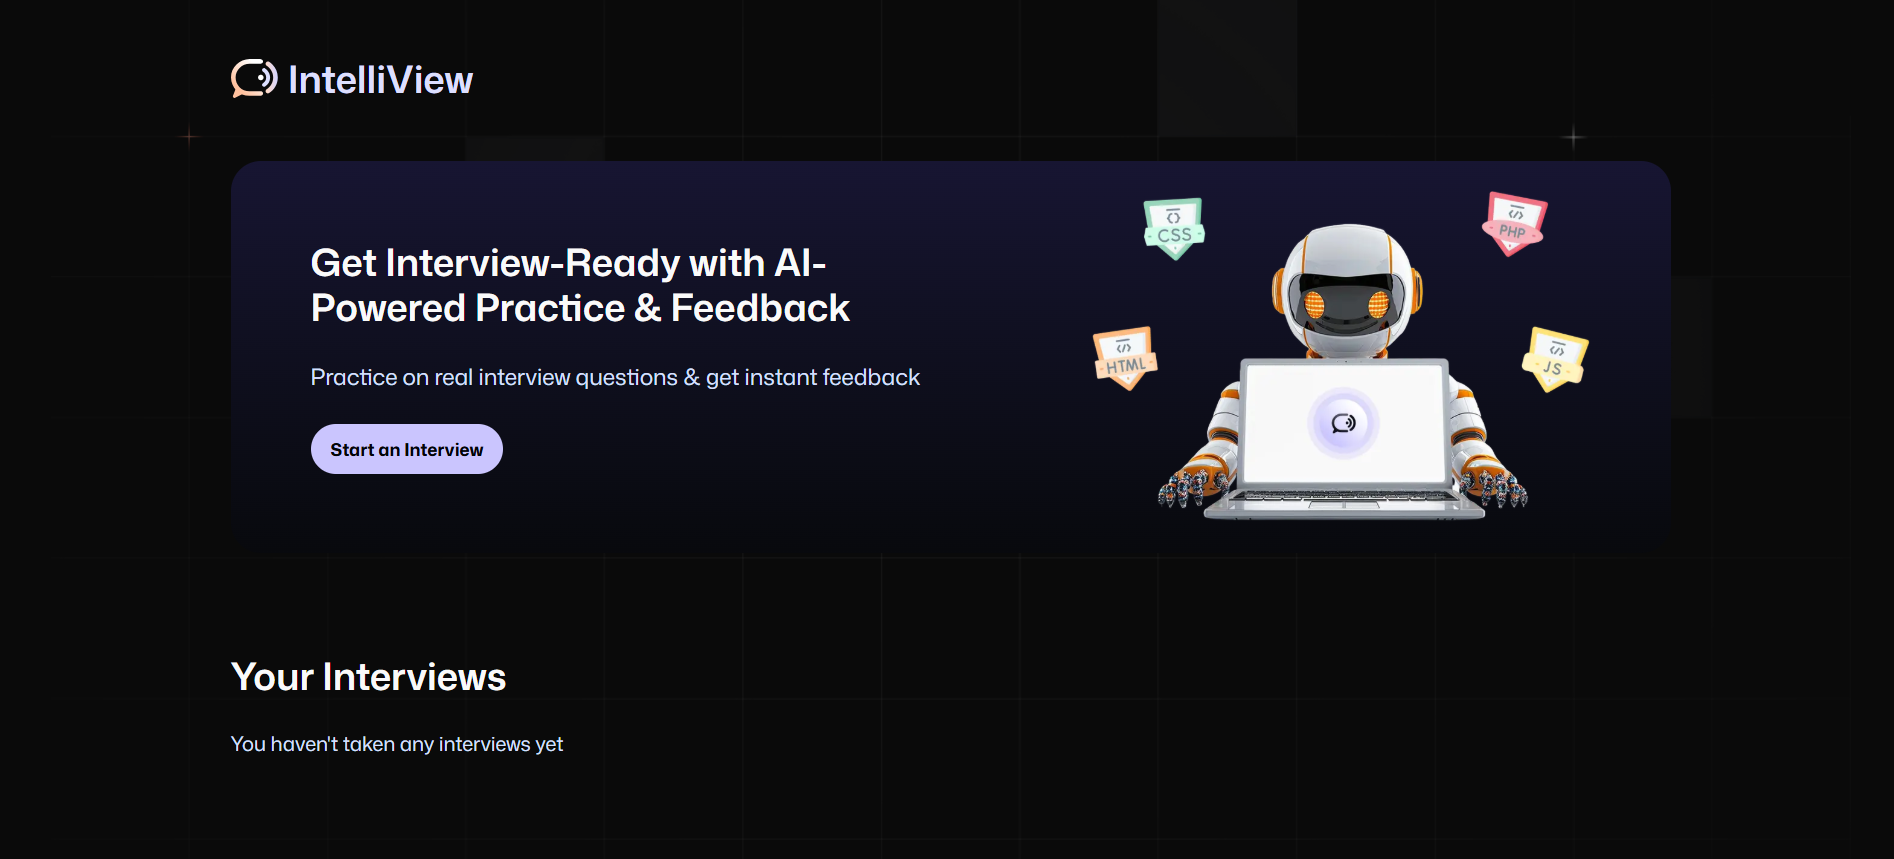 IntelliView
Get Interview-Ready with AI-
Powered Practice & Feedback
Practice on real interview questions & get instant feedback
Start an Interview
CSS
PHP
HTML
JS
Your Interviews
You haven't taken any interviews yet